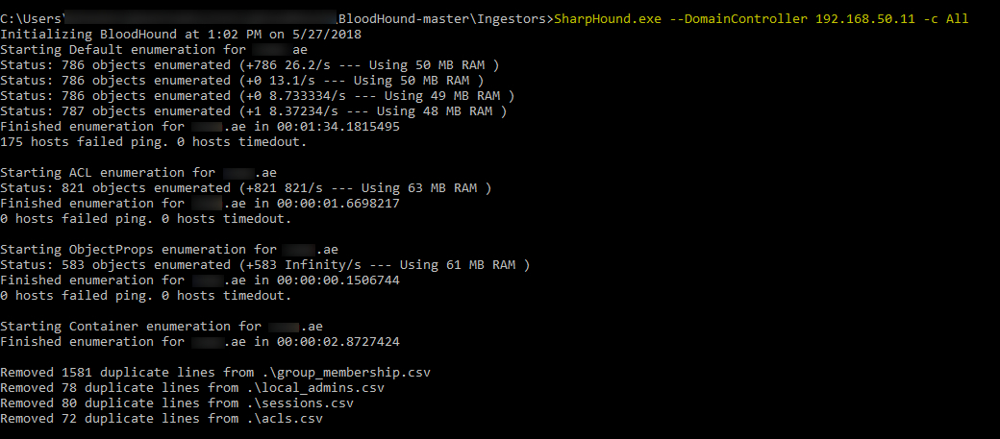 C:\Users\ \BloodHound-master\Ingestors>SharpHound.exe --DomainController 192.168.50.11 -c All
Initializing BloodHound at 1:02 PM on 5/27/2018
Starting Default enumeration for ae
Status: 786 objects enumerated (+786 26.2/s --- Using 50 MB RAM )
Status: 786 objects enumerated (+0 13.1/s --- Using 50 MB RAM )
Status: 786 objects enumerated (+0 8.733334/s --- Using 49 MB RAM )
Status: 787 objects enumerated (+1 8.37234/s --- Using 48 MB RAM )
Finished enumeration for .ae in 00:01:34.1815495
175 hosts failed ping. 0 hosts timedout.
Starting ACL enumeration for .ae
Status: 821 objects enumerated (+821 821/s --- Using 63 MB RAM )
Finished enumeration for .ae in 00:00:01.6698217
0 hosts failed ping. 0 hosts timedout.
Starting ObjectProps enumeration for .ae
Status: 583 objects enumerated (+583 Infinity/s --- Using 61 MB RAM )
Finished enumeration for .ae in 00:00:00.1506744
0 hosts failed ping. 0 hosts timedout.
Starting Container enumeration for .ae
Finished enumeration for .ae in 00:00:02.8727424
Removed 1581 duplicate lines from .\group_membership.csv
Removed 78 duplicate lines from .\local_admins.csv
Removed 80 duplicate lines from .\sessions.csv
Removed 72 duplicate lines from .\acls.csv